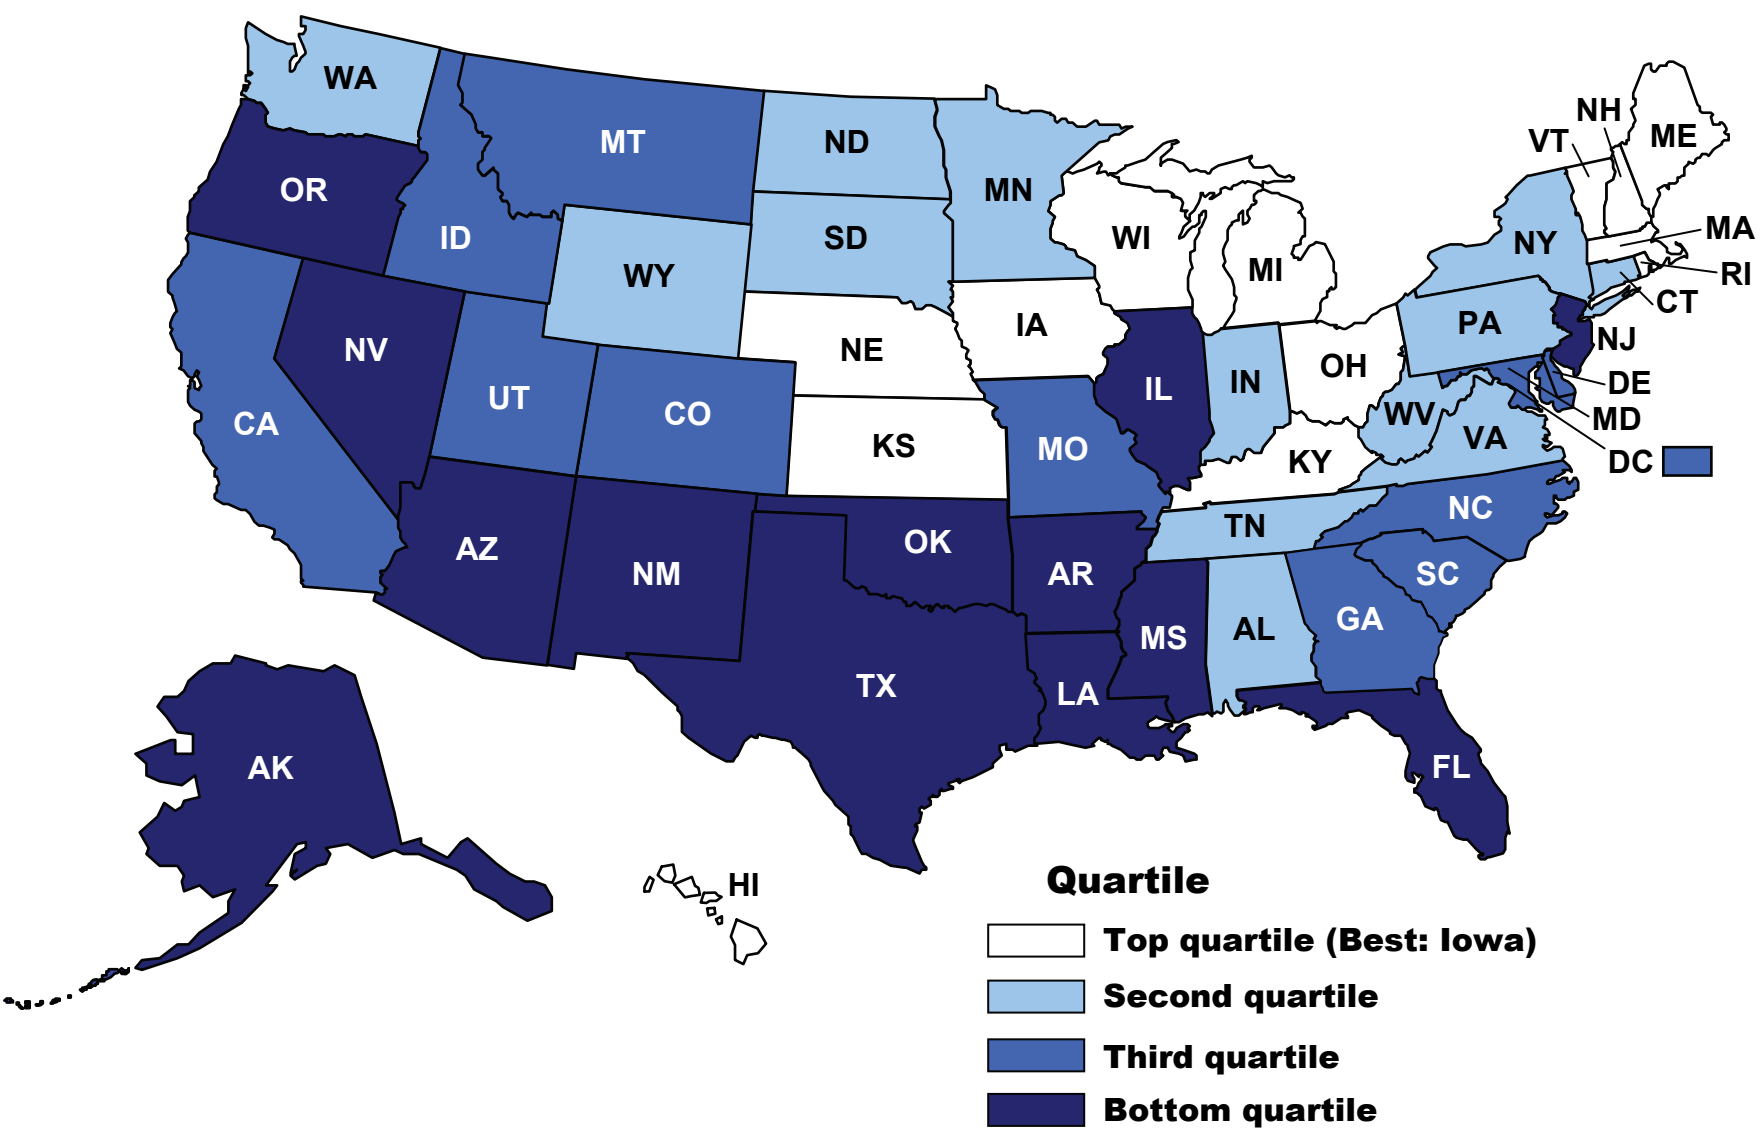 WA
MT
ND
MN
OR
ID
SD
WY
WI
MI
NH
VT
ME
NY
MA
RI
CT
PA
NJ
IA
NE
NV
UT
CO
CA
KS
MO
IL
IN
OH
WV
VA
DE
MD
DC
KY
AZ
NM
OK
AR
TN
NC
SC
GA
AL
MS
LA
TX
FL
AK
HI
Quartile
Top quartile (Best: Iowa)
Second quartile
Third quartile
Bottom quartile